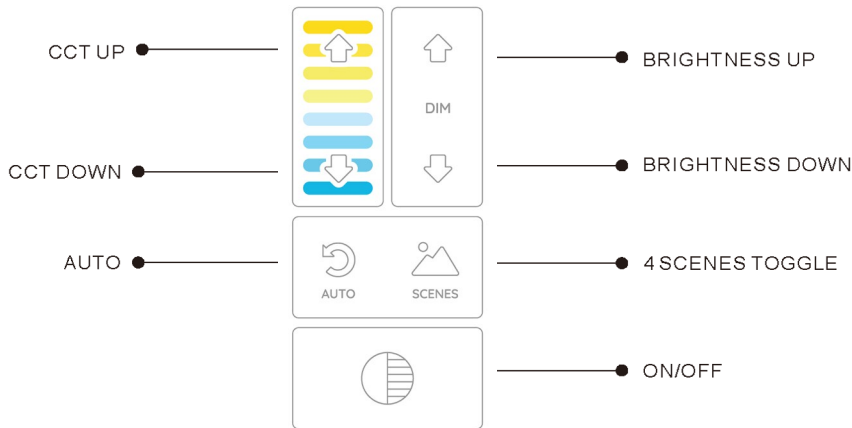 CCT UP
BRIGHTNESS UP
DIM
CCT DOWN
BRIGHTNESS DOWN
AUTO
AUTO
SCENES
4 SCENES TOGGLE
ON/OFF